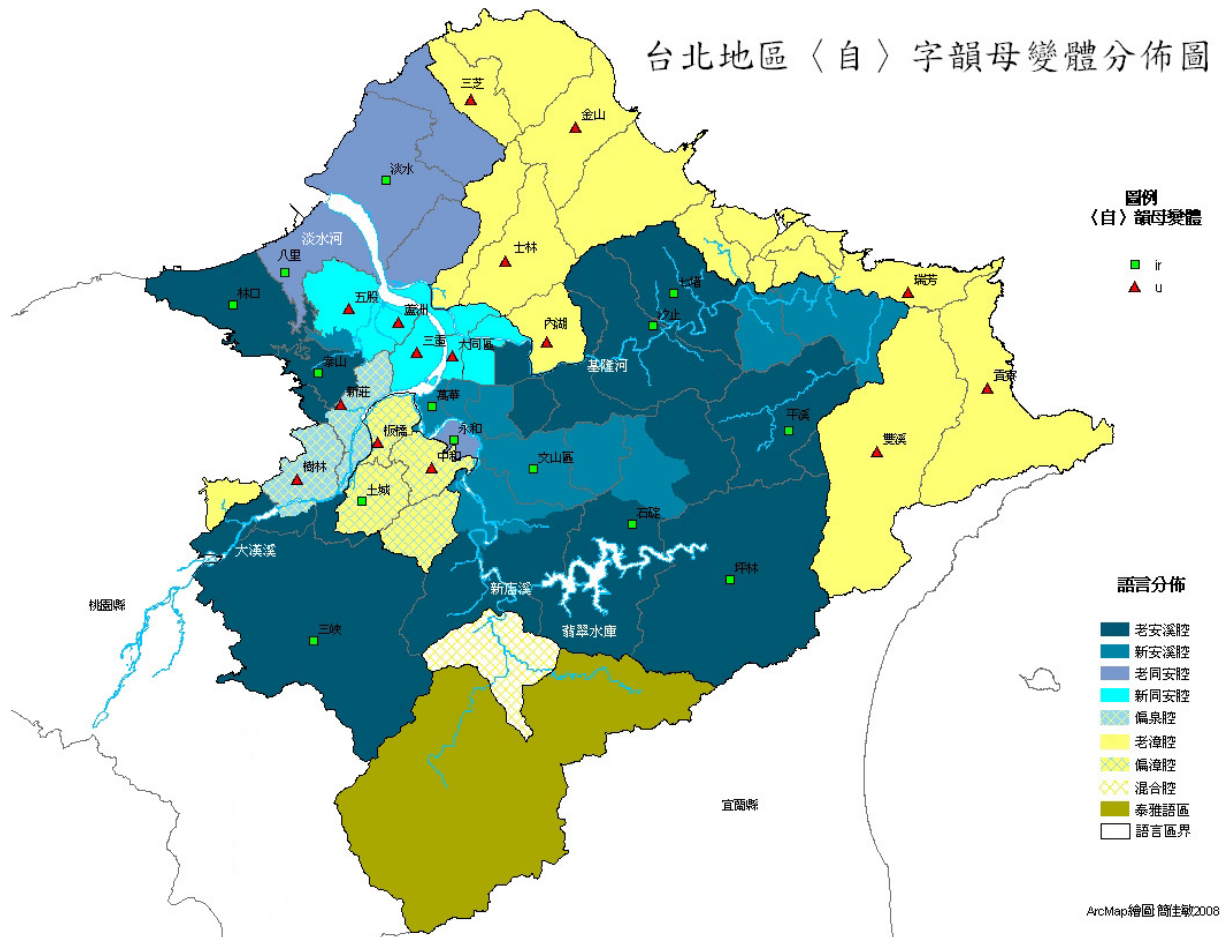 台北地區〈自〉字韻母變體分佈圖
三芝
金山
淡水
圖例
〈自〉韻母變體
淡水河
士林
八里
ir
七堵
瑞芳
u
林口
五股
蘆洲
汐止
內湖
三重
大同區
基隆河
泰山
貢寮
新莊
萬華
平溪
板橋
永和
中和
文山區
雙溪
樹林
土城
石碇
大漢溪
新店溪
坪林
語言分佈
桃園縣
翡翠水庫
三峽
老安溪腔
新安溪腔
老同安腔
新同安腔
偏泉腔
老漳腔
偏漳腔
混合腔
宜蘭縣
泰雅語區
語言區界
ArcMap繪圖 簡佳敏2008